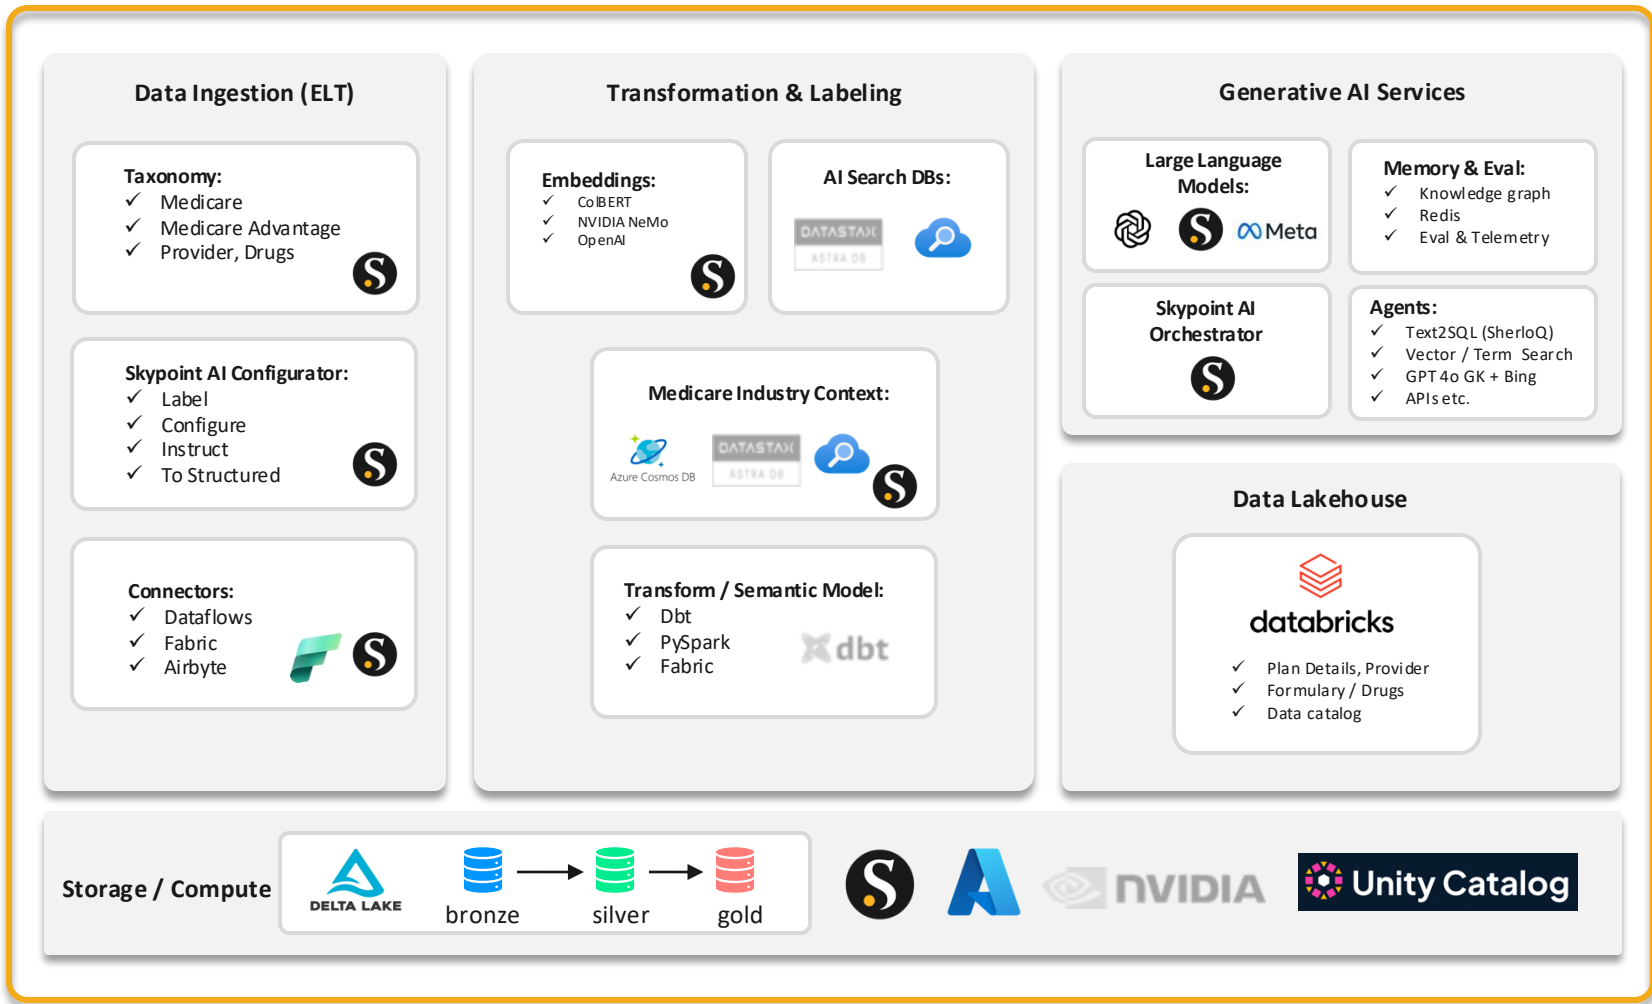 Data Ingestion (ELT)
Taxonomy:
Medicare
Medicare Advantage
Provider, Drugs
S
Skypoint AI Configurator:
Label
Configure
Instruct
To Structured
S
Connectors:
Dataflows
Fabric
Airbyte
S
Transformation & Labeling
Embeddings:
ColBERT
NVIDIA NeMo
OpenAI
S
AI Search DBs:
DATASTAX
ASTRA DB
Medicare Industry Context:
Azure Cosmos DB
DATASTAX
ASTRA DB
S
Transform / Semantic Model:
Dbt
PySpark
Fabric
dbt
Generative AI Services
Large Language
Models:
S
Meta
Memory & Eval:
Knowledge graph
Redis
Eval & Telemetry
Skypoint AI
Orchestrator
S
Agents:
Text2SQL (SherloQ)
Vector / Term Search
GPT 4o GK + Bing
APIs etc.
Data Lakehouse
databricks
Plan Details, Provider
Formulary / Drugs
Data catalog
Storage / Compute
DELTA LAKE
bronze
silver
gold
S
NVIDIA
Unity Catalog